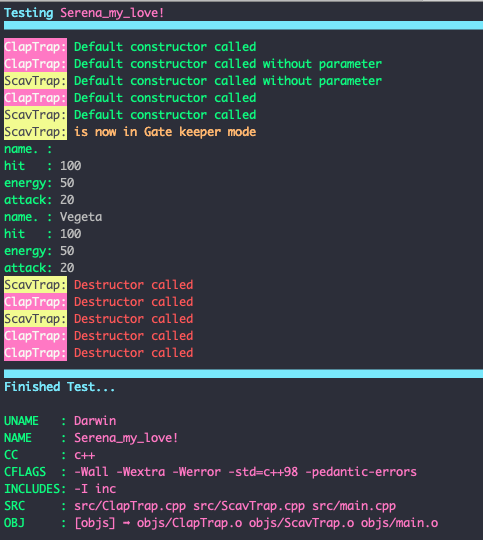 Testing Serena_my_love!
ClapTrap: Default constructor called
ClapTrap: Default constructor called without parameter
ScavTrap: Default constructor called without parameter
ClapTrap: Default constructor called
ScavTrap: Default constructor called
ScavTrap: is now in Gate keeper mode
name. :
hit   : 100
energy: 50
attack: 20
name. : Vegeta
hit   : 100
energy: 50
attack: 20
ScavTrap: Destructor called
ClapTrap: Destructor called
ScavTrap: Destructor called
ClapTrap: Destructor called
ClapTrap: Destructor called
Finished Test...
UNAME   : Darwin
NAME    : Serena_my_love!
CC      : c++
CFLAGS  : -Wall -Wextra -Werror -std=c++98 -pedantic-errors
INCLUDES: -I inc
SRC     : src/ClapTrap.cpp src/ScavTrap.cpp src/main.cpp
OBJ     : [objs] ➡ objs/ClapTrap.o objs/ScavTrap.o objs/main.o